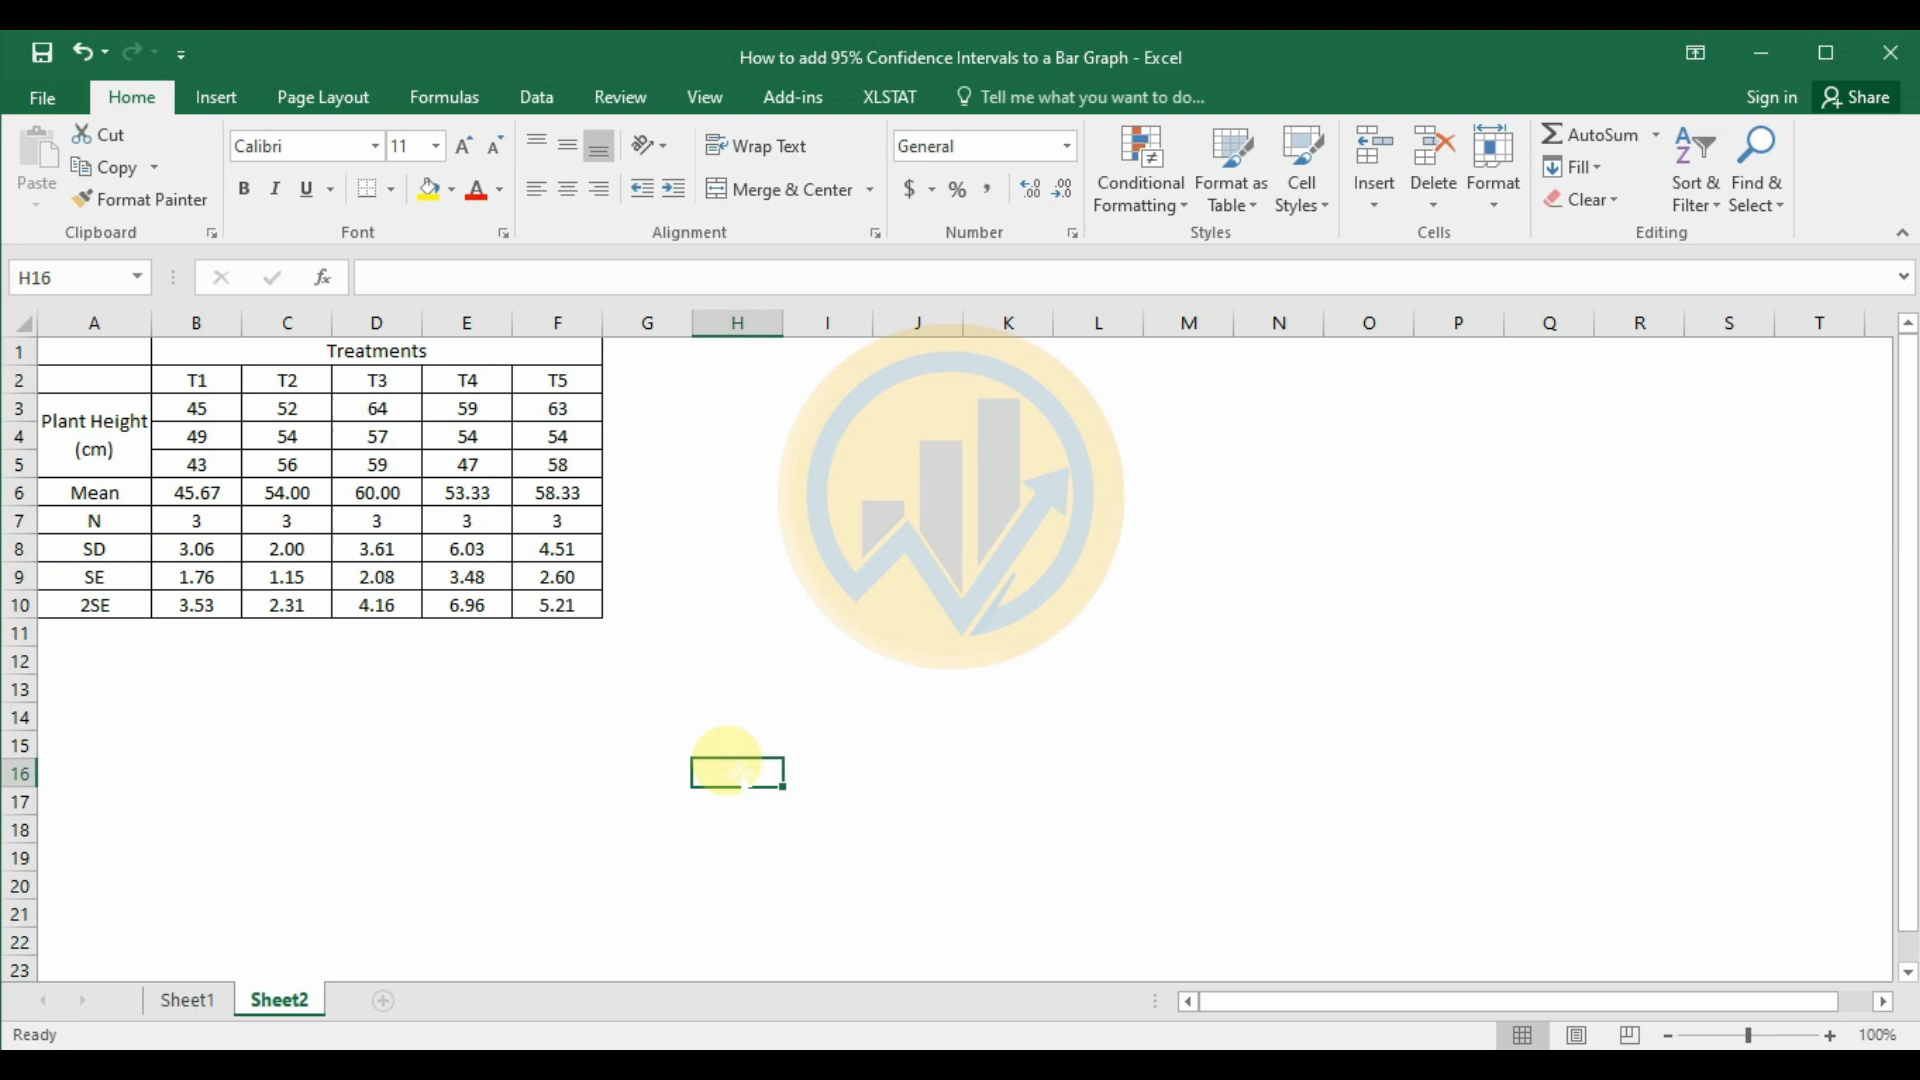 How to add 95% Confidence Intervals to a Bar Graph - Excel
File Home Insert Page Layout Formulas Data Review View Add-ins XLSTAT Tell me what you want to do... Sign in Share
Paste Cut Copy Format Painter Clipboard
Calibri 11 B I U A Font
Wrap Text Merge & Center Alignment
General $ % , Number
Conditional Formatting Format as Table Cell Styles Styles
Insert Delete Format Cells
AutoSum Fill Clear Sort & Filter Find & Select Editing
H16 fx
A B C D E F G H I J K L M N O P Q R S T
1 Treatments
2 T1 T2 T3 T4 T5
3 45 52 64 59 63
Plant Height
4 49 54 57 54 54
(cm)
5 43 56 59 47 58
6 Mean 45.67 54.00 60.00 53.33 58.33
7 N 3 3 3 3 3
8 SD 3.06 2.00 3.61 6.03 4.51
9 SE 1.76 1.15 2.08 3.48 2.60
10 2SE 3.53 2.31 4.16 6.96 5.21
11
12
13
14
15
16
17
18
19
20
21
22
23
Sheet1 Sheet2
Ready 100%